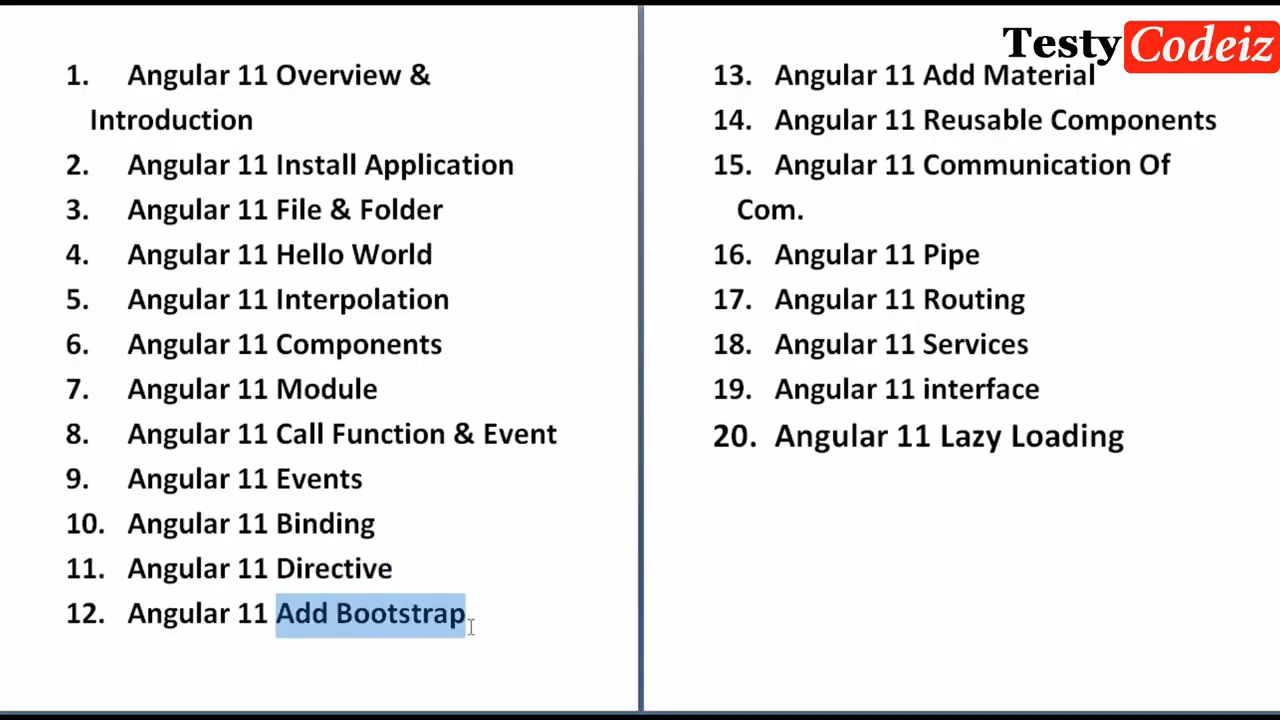 1. Angular 11 Overview &
Introduction
2. Angular 11 Install Application
3. Angular 11 File & Folder
4. Angular 11 Hello World
5. Angular 11 Interpolation
6. Angular 11 Components
7. Angular 11 Module
8. Angular 11 Call Function & Event
9. Angular 11 Events
10. Angular 11 Binding
11. Angular 11 Directive
12. Angular 11 Add Bootstrap
Testy Codeiz
13. Angular 11 Add Material
14. Angular 11 Reusable Components
15. Angular 11 Communication Of
Com.
16. Angular 11 Pipe
17. Angular 11 Routing
18. Angular 11 Services
19. Angular 11 interface
20. Angular 11 Lazy Loading